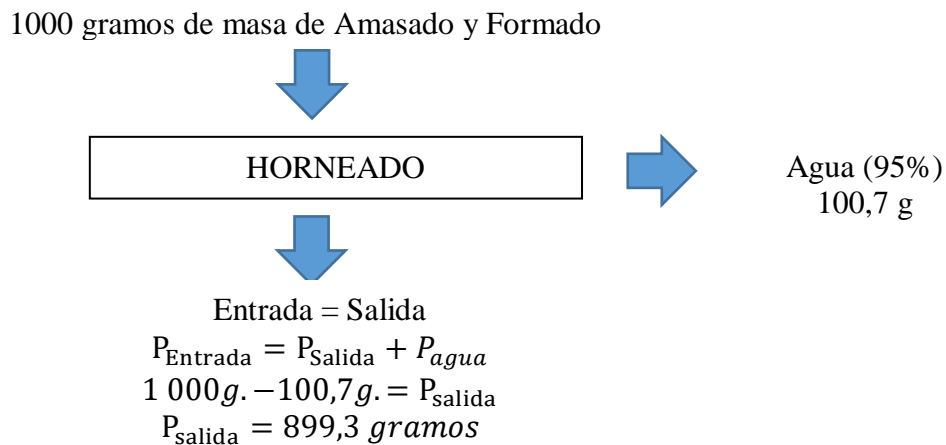 1000 gramos de masa de Amasado y Formado
HORNEADO
Agua (95%)
100,7 g
Entrada = Salida
P_Entrada = P_Salida + P_agua
1 000g. −100,7g. = P_salida
P_salida = 899,3 gramos